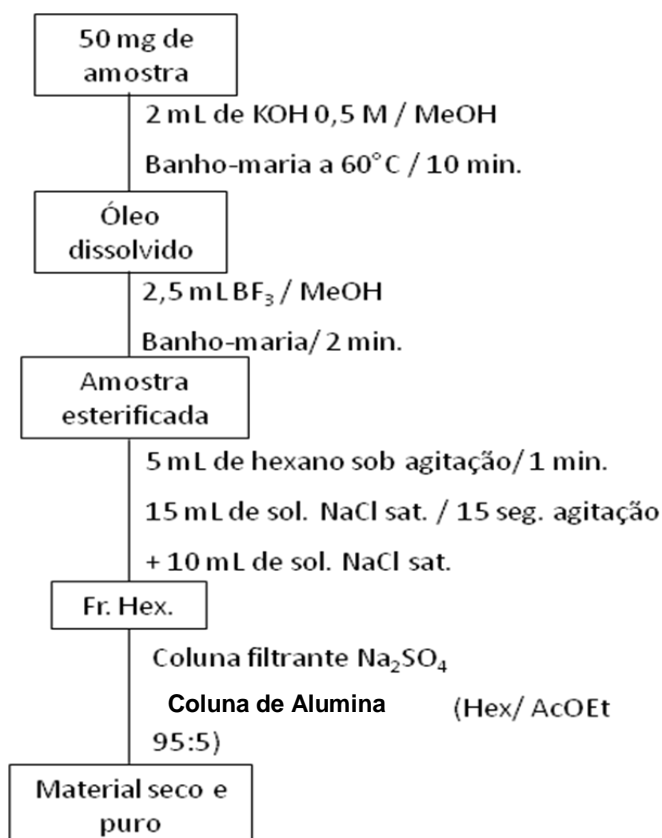 50 mg de
amostra
2 mL de KOH 0,5 M / MeOH
Banho-maria a 60°C / 10 min.
Óleo
dissolvido
2,5 mL BF₃ / MeOH
Banho-maria/ 2 min.
Amostra
esterificada
5 mL de hexano sob agitação/ 1 min.
15 mL de sol. NaCl sat. / 15 seg. agitação
+ 10 mL de sol. NaCl sat.
Fr. Hex.
Coluna filtrante Na₂SO₄
Coluna de Alumina (Hex/ AcOEt
95:5)
Material seco e
puro